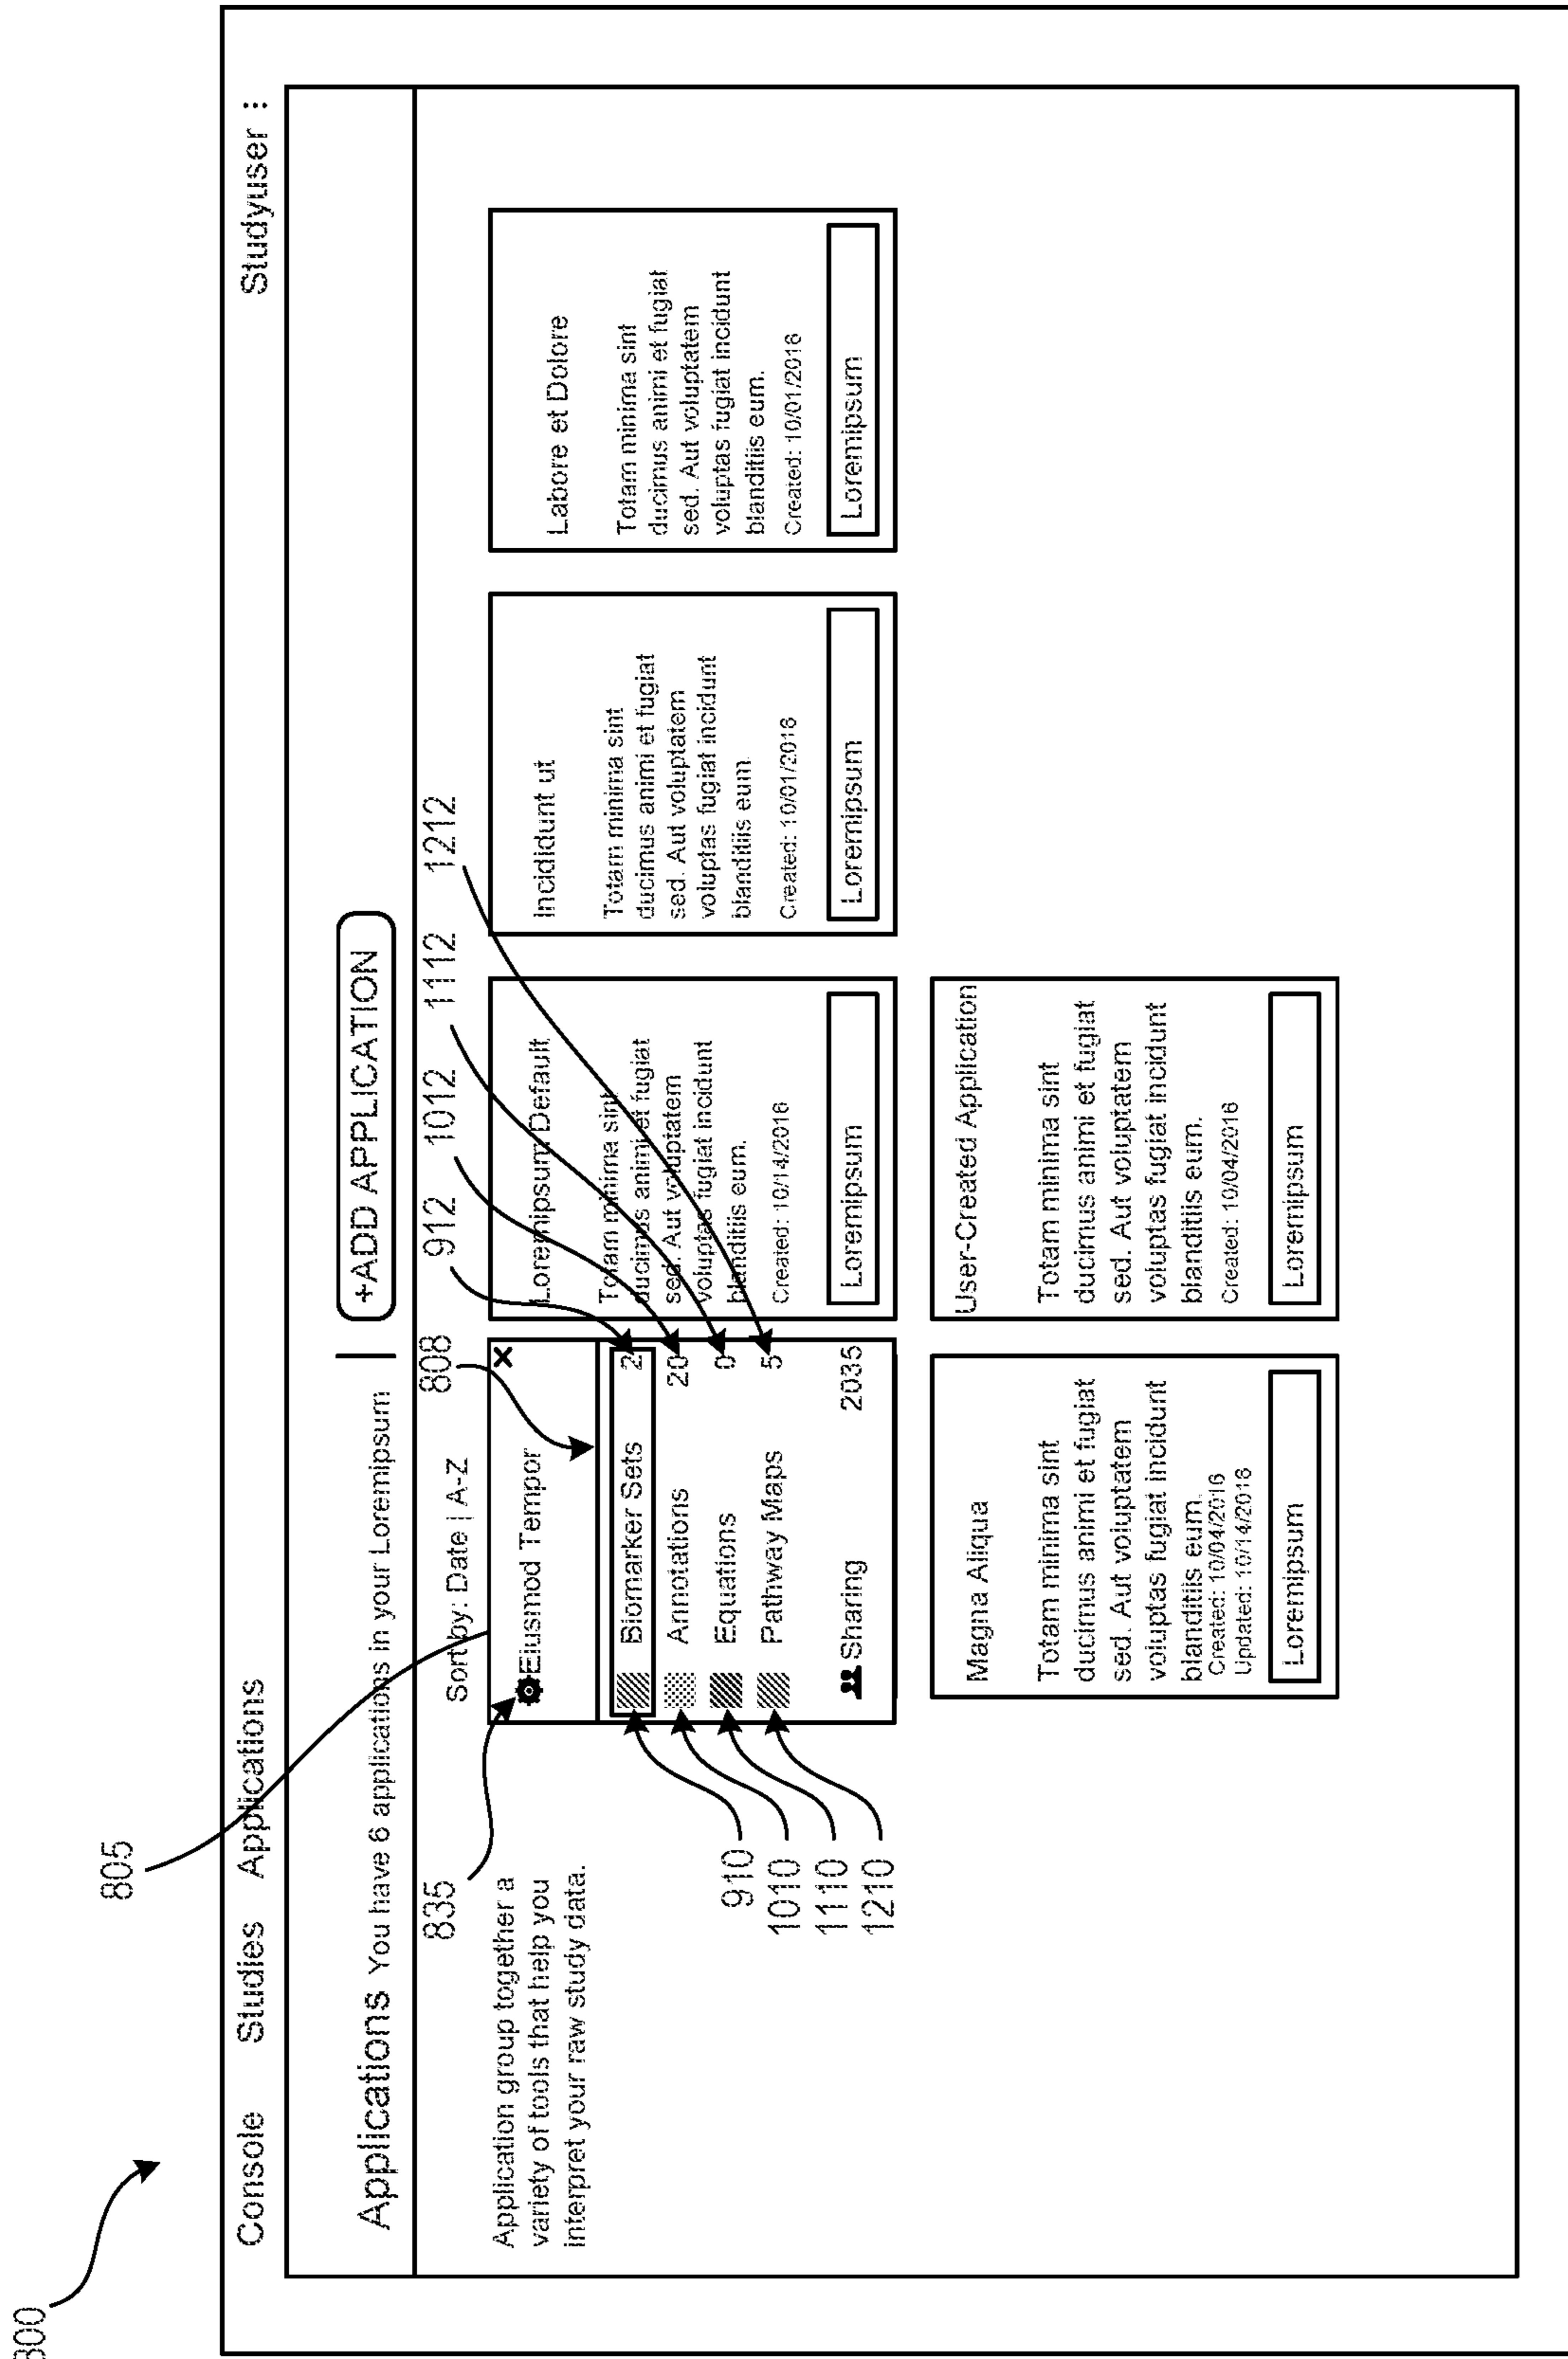 800
805
Console Studies Applications Studyuser :
Applications You have 6 applications in your Loremipsum | +ADD APPLICATION
835
Sort by: Date | A-Z
808
912
1012
1112
1212
Application group together a
variety of tools that help you
interpret your raw study data.
910
1010
1110
1210
Eiusmod Tempor ×
Biomarker Sets 2
Annotations 20
Equations 0
Pathway Maps 5
Sharing 2035
Loremipsum Default
Totam minima sint
ducimus animi et fugiat
sed. Aut voluptatem
voluptas fugiat incidunt
blanditiis eum.
Created: 10/14/2016
Loremipsum
Incididunt ut
Totam minima sint
ducimus animi et fugiat
sed. Aut voluptatem
voluptas fugiat incidunt
blanditiis eum.
Created: 10/01/2016
Loremipsum
Labore et Dolore
Totam minima sint
ducimus animi et fugiat
sed. Aut voluptatem
voluptas fugiat incidunt
blanditiis eum.
Created: 10/01/2016
Loremipsum
Magna Aliqua
Totam minima sint
ducimus animi et fugiat
sed. Aut voluptatem
voluptas fugiat incidunt
blanditiis eum.
Created: 10/04/2016
Updated: 10/14/2016
Loremipsum
User-Created Application
Totam minima sint
ducimus animi et fugiat
sed. Aut voluptatem
voluptas fugiat incidunt
blanditiis eum.
Created: 10/04/2016
Loremipsum